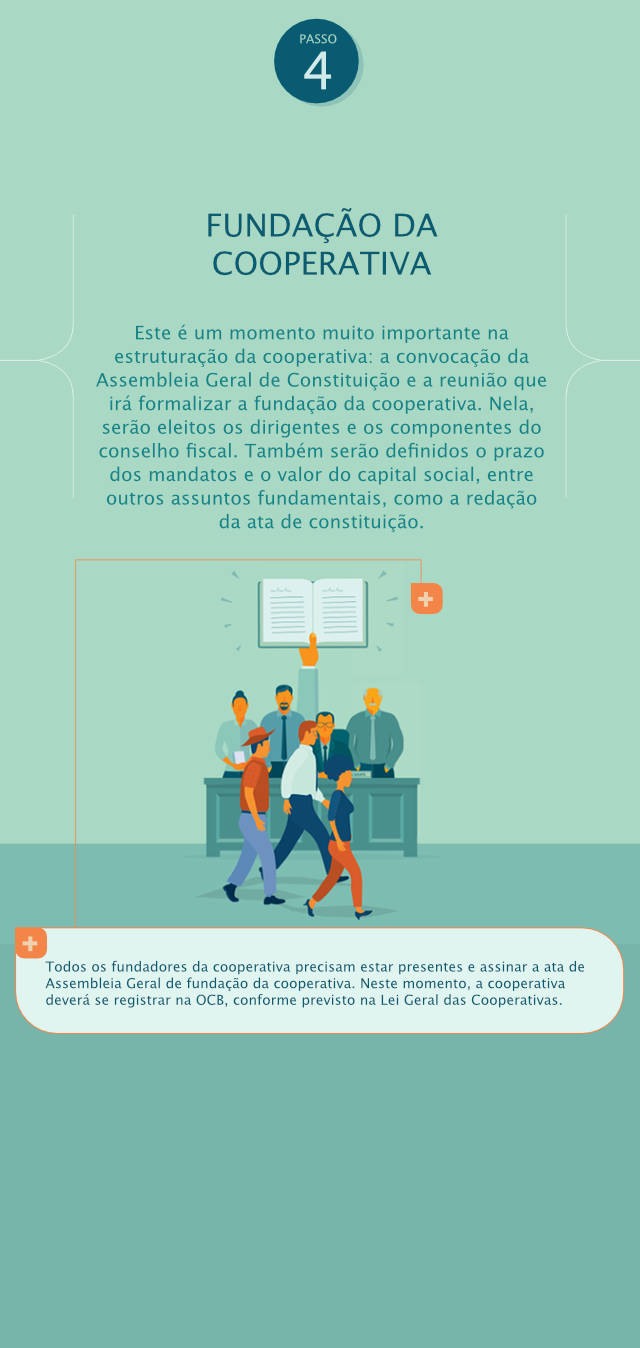 PASSO
4
FUNDAÇÃO DA
COOPERATIVA
Este é um momento muito importante na
estruturação da cooperativa: a convocação da
Assembleia Geral de Constituição e a reunião que
irá formalizar a fundação da cooperativa. Nela,
serão eleitos os dirigentes e os componentes do
conselho fiscal. Também serão definidos o prazo
dos mandatos e o valor do capital social, entre
outros assuntos fundamentais, como a redação
da ata de constituição.
Todos os fundadores da cooperativa precisam estar presentes e assinar a ata de
Assembleia Geral de fundação da cooperativa. Neste momento, a cooperativa
deverá se registrar na OCB, conforme previsto na Lei Geral das Cooperativas.